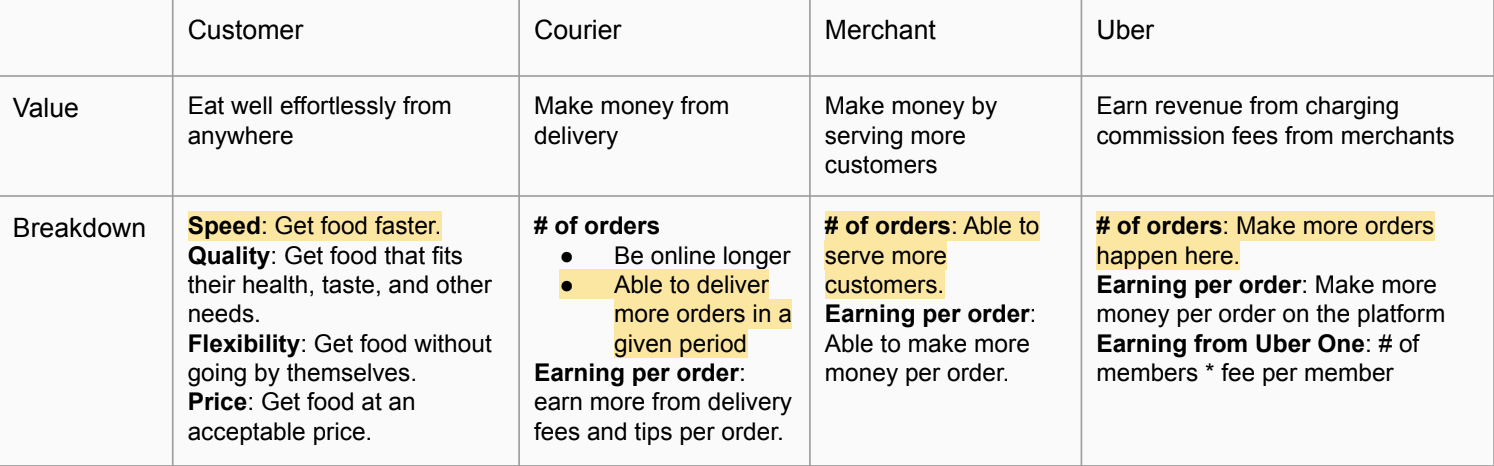 Customer
Courier
Merchant
Uber
Value
Eat well effortlessly from
anywhere
Make money from
delivery
Make money by
serving more
customers
Earn revenue from charging
commission fees from merchants
Breakdown
Speed: Get food faster.
Quality: Get food that fits
their health, taste, and other
needs.
Flexibility: Get food without
going by themselves.
Price: Get food at an
acceptable price.
# of orders
● Be online longer
● Able to deliver
more orders in a
given period
Earning per order:
earn more from delivery
fees and tips per order.
# of orders: Able to
serve more
customers.
Earning per order:
Able to make more
money per order.
# of orders: Make more orders
happen here.
Earning per order: Make more
money per order on the platform
Earning from Uber One: # of
members * fee per member